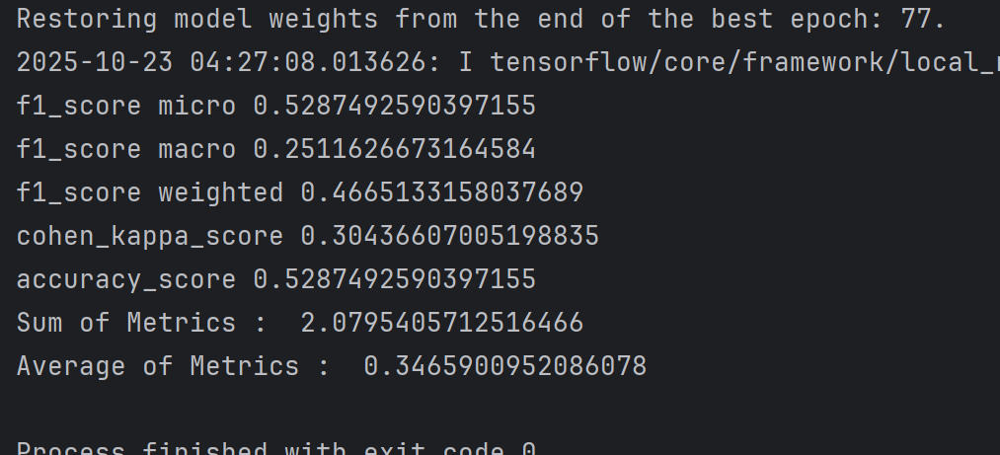 Restoring model weights from the end of the best epoch: 77.
2025-10-23 04:27:08.013626: I tensorflow/core/framework/local_
f1_score micro 0.5287492590397155
f1_score macro 0.2511626673164584
f1_score weighted 0.4665133158037689
cohen_kappa_score 0.30436607005198835
accuracy_score 0.5287492590397155
Sum of Metrics :  2.0795405712516466
Average of Metrics :  0.3465900952086078
Process finished with exit code 0